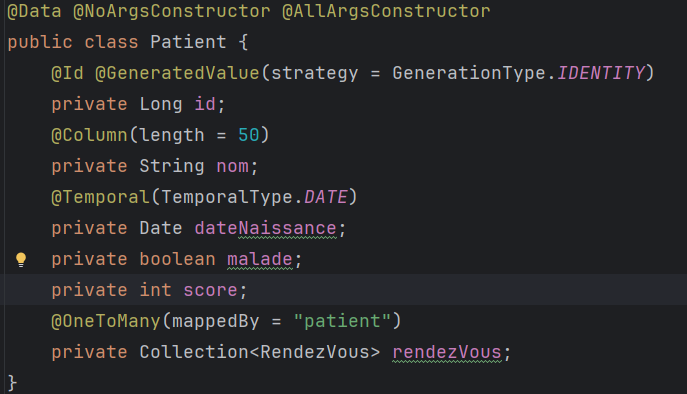 @Data @NoArgsConstructor @AllArgsConstructor
public class Patient {
    @Id @GeneratedValue(strategy = GenerationType.IDENTITY)
    private Long id;
    @Column(length = 50)
    private String nom;
    @Temporal(TemporalType.DATE)
    private Date dateNaissance;
    private boolean malade;
    private int score;
    @OneToMany(mappedBy = "patient")
    private Collection<RendezVous> rendezVous;
}